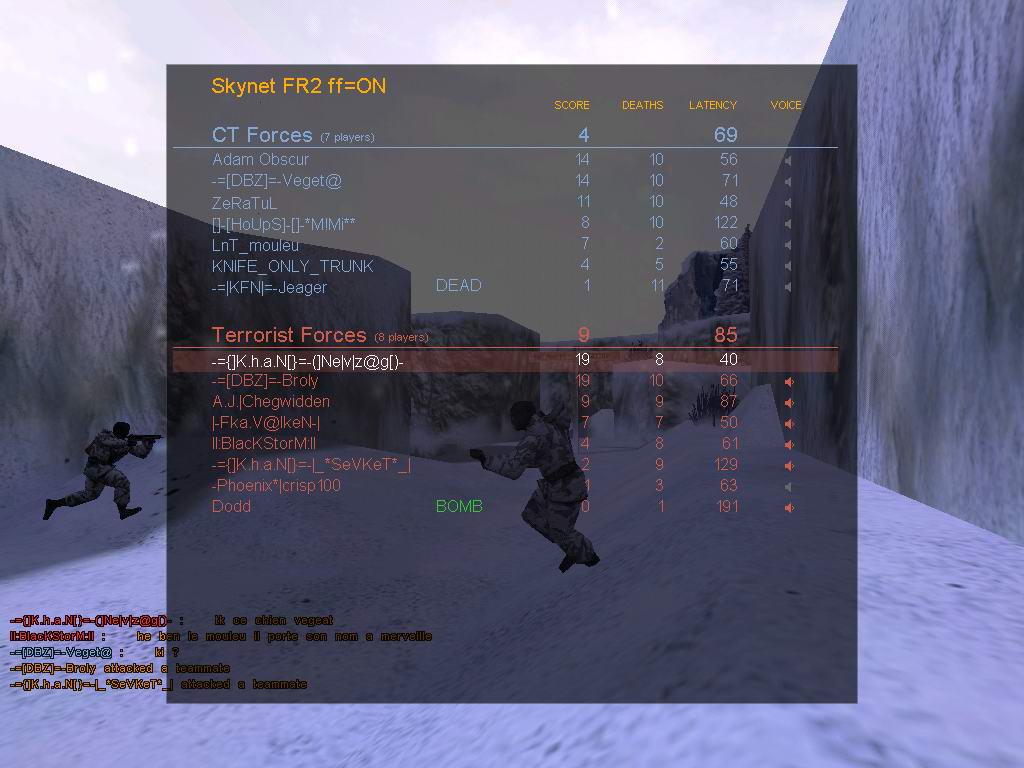 Skynet FR2 ff=ON
SCORE DEATHS LATENCY VOICE
CT Forces (7 players) 4 69
Adam Obscur 14 10 56
-=[DBZ]=-Veget@ 14 10 71
ZeRaTuL 11 10 48
[]-[HoUpS]-[]-*MIMi** 8 10 122
LnT_mouleu 7 2 60
KNIFE_ONLY_TRUNK 4 5 55
-=|KFN|=-Jeager DEAD 1 11 71
Terrorist Forces (8 players) 9 85
-={]K.h.a.N[}=-(]Ne|v|z@g[)- 19 8 40
-=[DBZ]=-Broly 19 10 66
A.J.|Chegwidden 9 9 87
|-Fka.V@lkeN-| 7 7 50
ll:BlacKStorM:ll 4 8 61
-={]K.h.a.N[}=-|_*SeVKeT*_| 2 9 129
-Phoenix*|crisp100 1 3 63
Dodd BOMB 0 1 191
-={]K.h.a.N[}=-(]Ne|v|z@g[)- : tk ce chien vegeat
ll:BlacKStorM:ll : he ben le mouleu il porte son nom a merveille
-=[DBZ]=-Veget@ : ki ?
-=[DBZ]=-Broly attacked a teammate
-={]K.h.a.N[}=-|_*SeVKeT*_| attacked a teammate